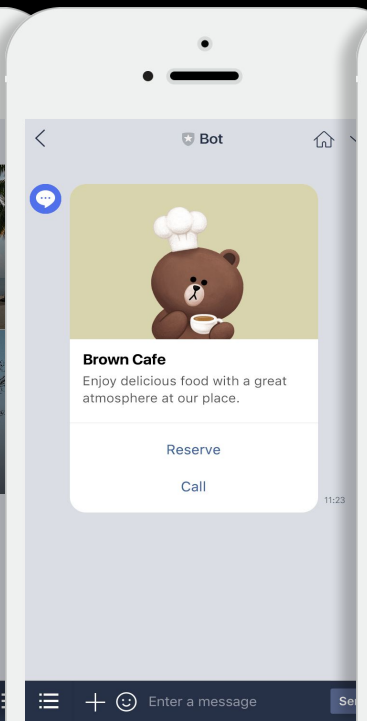 Bot
Brown Cafe
Enjoy delicious food with a great
atmosphere at our place.
Reserve
Call
11:23
Enter a message